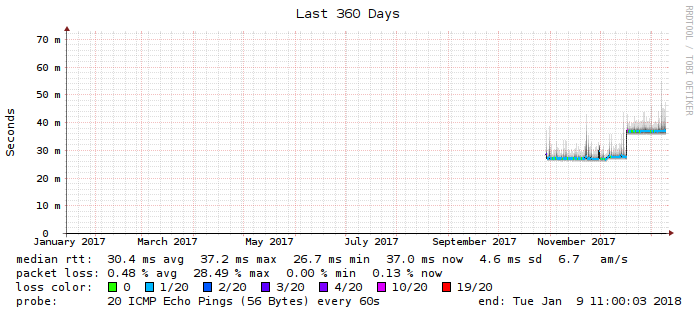 Last 360 Days
RRDTOOL / TOBI OETIKER
Seconds
70 m
60 m
50 m
40 m
30 m
20 m
10 m
0
January 2017 March 2017 May 2017 July 2017 September 2017 November 2017
median rtt: 30.4 ms avg 37.2 ms max 26.7 ms min 37.0 ms now 4.6 ms sd 6.7 am/s
packet loss: 0.48 % avg 28.49 % max 0.00 % min 0.13 % now
loss color: 0 1/20 2/20 3/20 4/20 10/20 19/20
probe: 20 ICMP Echo Pings (56 Bytes) every 60s end: Tue Jan 9 11:00:03 2018